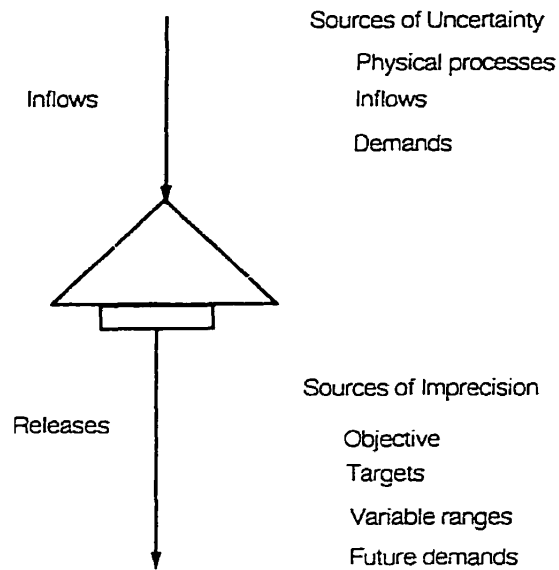 Sources of Uncertainty
Physical processes
Inflows
Inflows
Demands
Sources of Imprecision
Releases
Objective
Targets
Variable ranges
Future demands